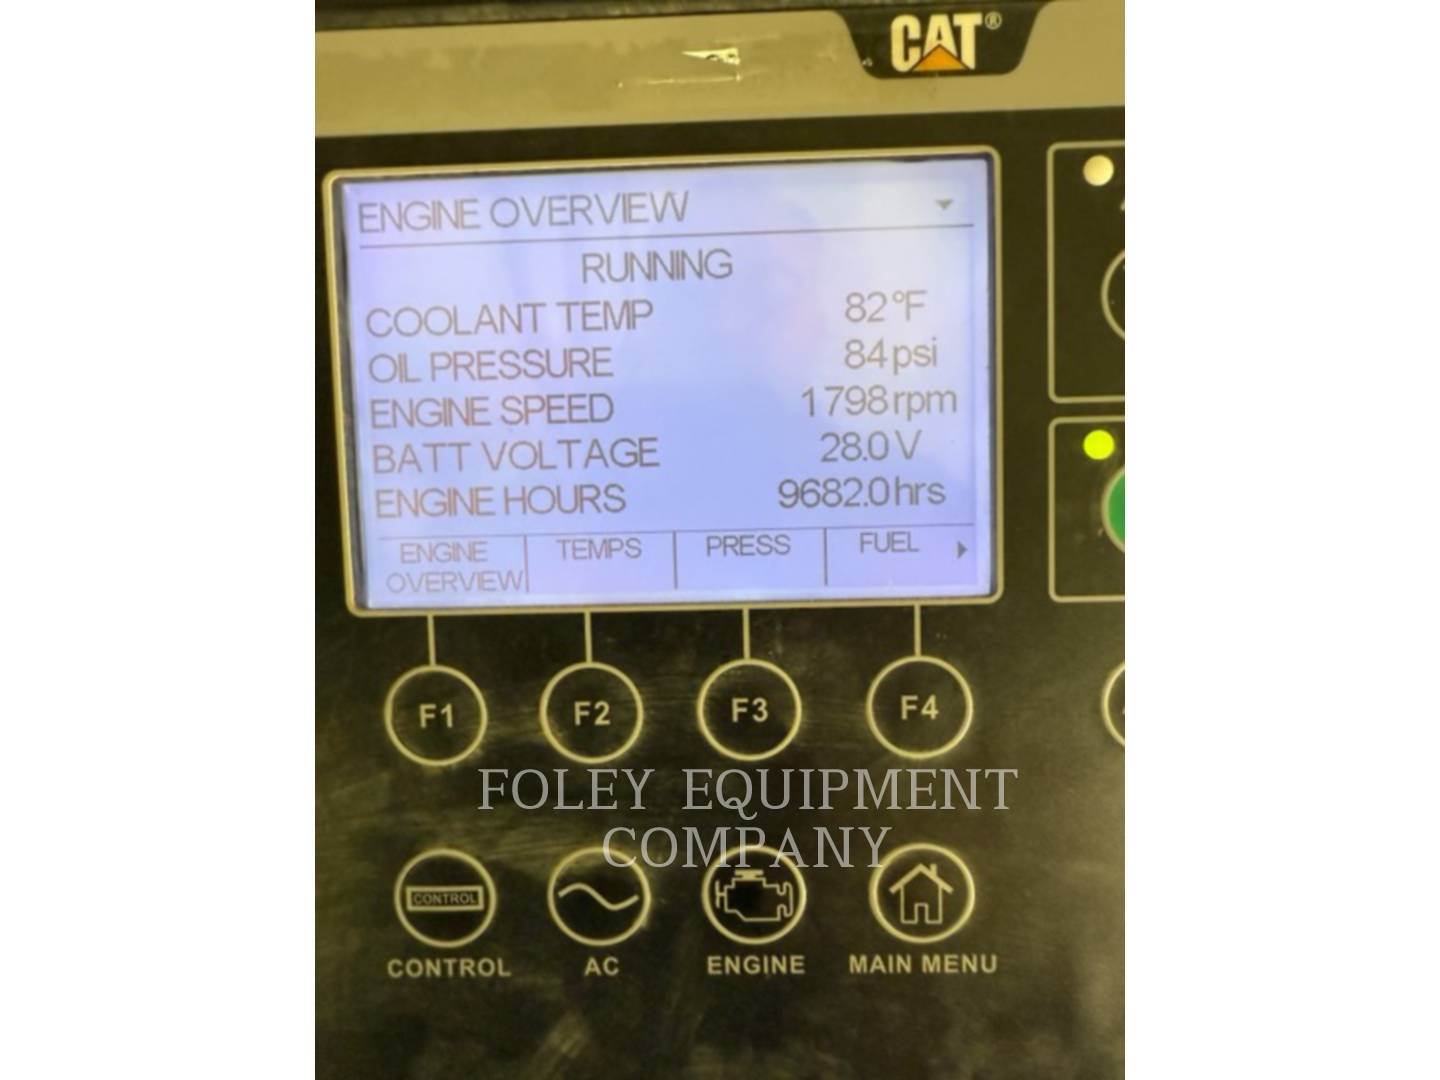 CAT®
ENGINE OVERVIEW
RUNNING
COOLANT TEMP 82°F
OIL PRESSURE 84psi
ENGINE SPEED 1798rpm
BATT VOLTAGE 28.0 V
ENGINE HOURS 9682.0hrs
ENGINE OVERVIEW TEMPS PRESS FUEL
F1 F2 F3 F4
FOLEY EQUIPMENT
COMPANY
CONTROL
CONTROL AC ENGINE MAIN MENU